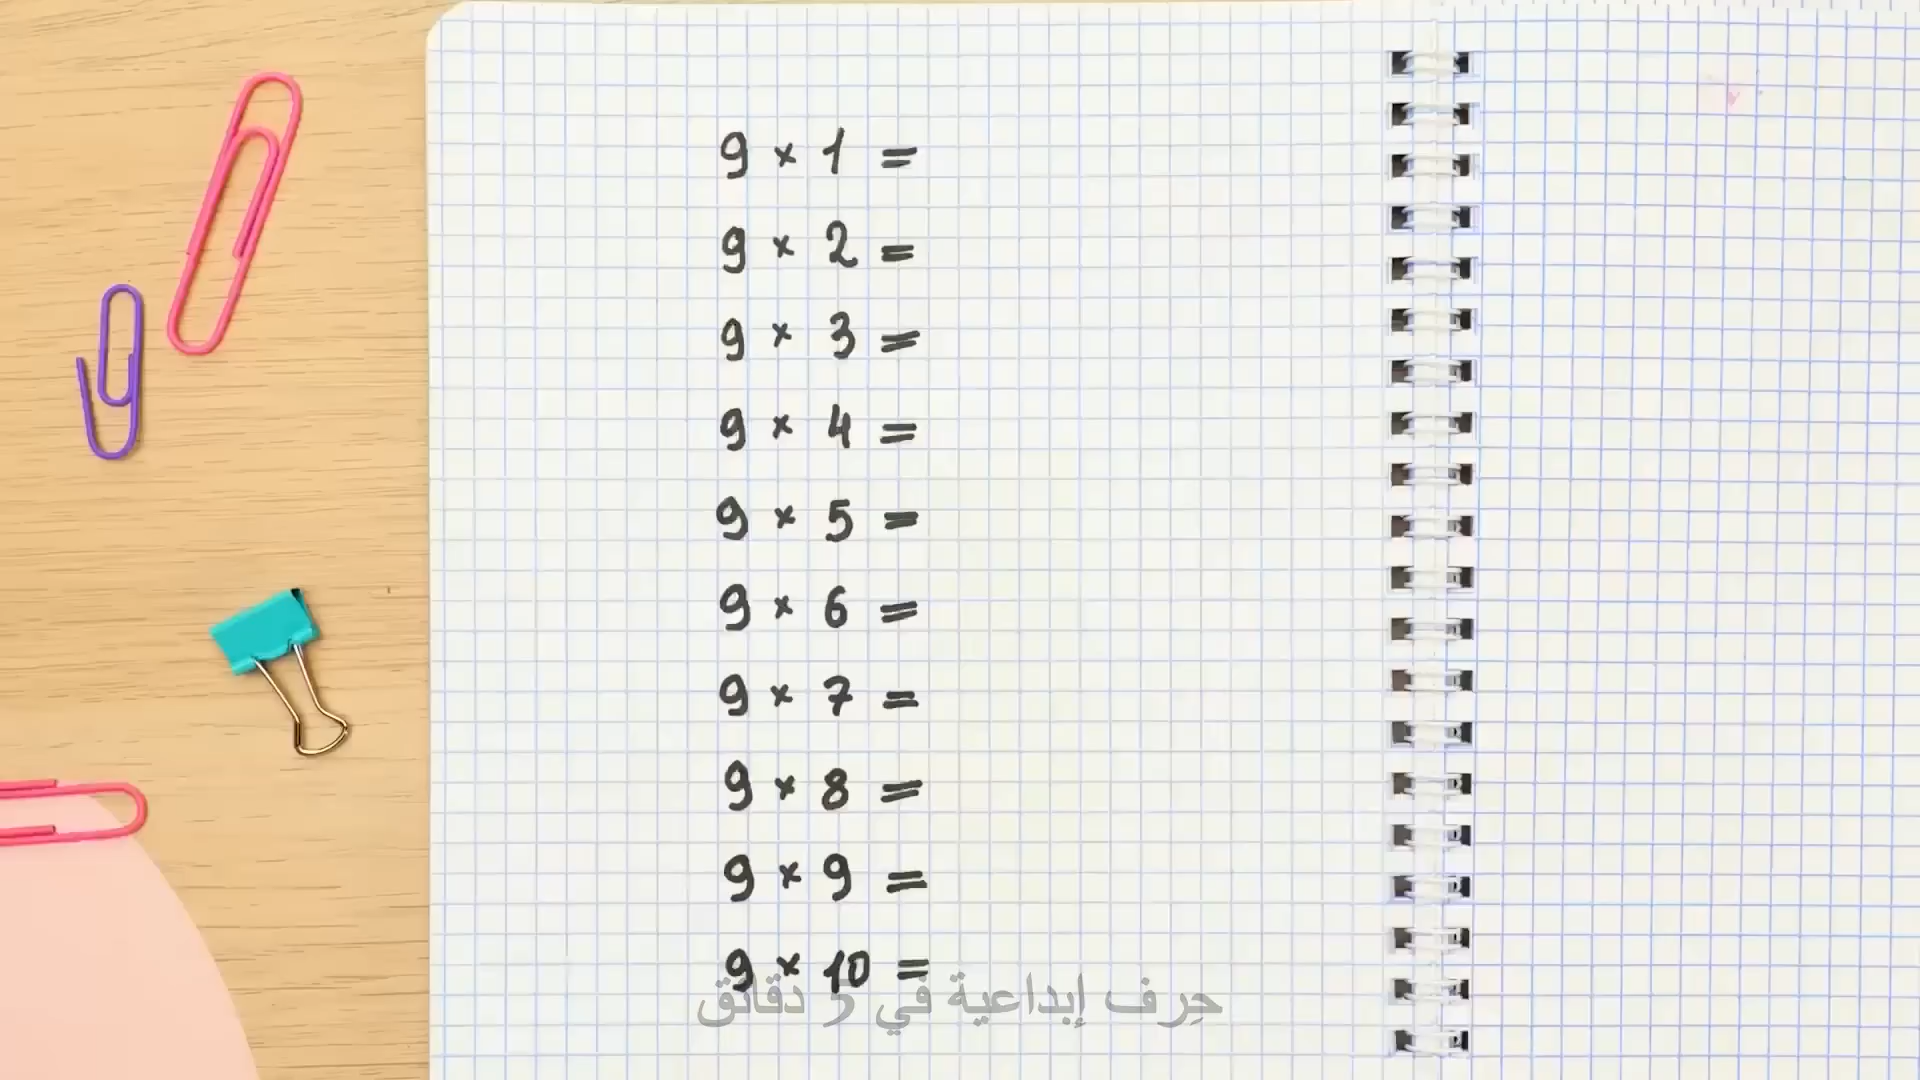 9 × 1 =
9 × 2 =
9 × 3 =
9 × 4 =
9 × 5 =
9 × 6 =
9 × 7 =
9 × 8 =
9 × 9 =
9 × 10 =
حِرف إبداعية في 5 دقائق